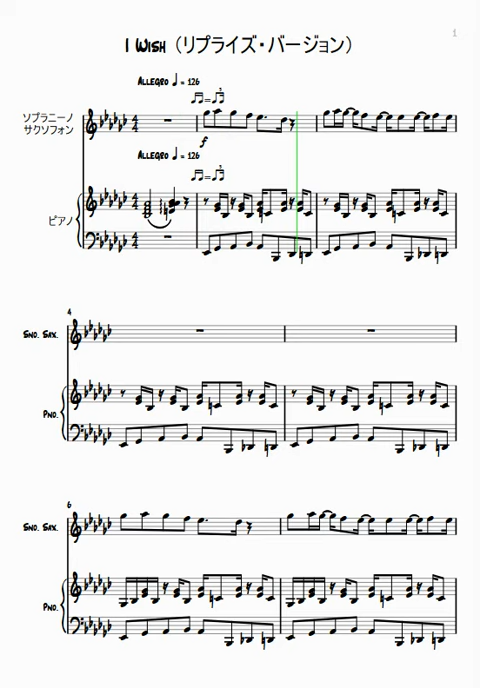 1
I Wish (リプライズ・バージョン)
Allegro ♩ = 126
3
ソプラニーノ
サクソフォン
f
Allegro ♩ = 126
3
ピアノ
4
Sno. Sax.
Pno.
6
Sno. Sax.
Pno.